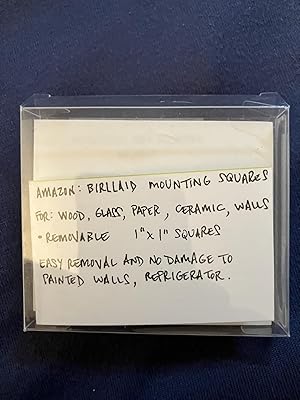 AMAZON: BIRLLAID MOUNTING SQUARES
FOR: WOOD, GLASS, PAPER, CERAMIC, WALLS
- REMOVABLE 1" X 1" SQUARES
EASY REMOVAL AND NO DAMAGE TO
PAINTED WALLS, REFRIGERATOR.